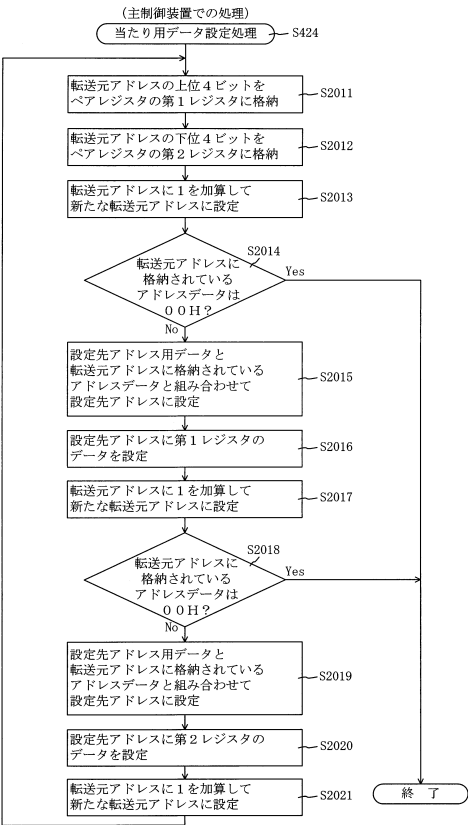 (主制御装置での処理)
当たり用データ設定処理
S424
転送元アドレスの上位4ビットを
ペアレジスタの第1レジスタに格納
S2011
転送元アドレスの下位4ビットを
ペアレジスタの第2レジスタに格納
S2012
転送元アドレスに1を加算して
新たな転送元アドレスに設定
S2013
S2014
転送元アドレスに
格納されている
アドレスデータは
00H?
Yes
No
設定先アドレス用データと
転送元アドレスに格納されている
アドレスデータと組み合わせて
設定先アドレスに設定
S2015
設定先アドレスに第1レジスタの
データを設定
S2016
転送元アドレスに1を加算して
新たな転送元アドレスに設定
S2017
S2018
転送元アドレスに
格納されている
アドレスデータは
00H?
Yes
No
設定先アドレス用データと
転送元アドレスに格納されている
アドレスデータと組み合わせて
設定先アドレスに設定
S2019
設定先アドレスに第2レジスタの
データを設定
S2020
転送元アドレスに1を加算して
新たな転送元アドレスに設定
S2021
終 了